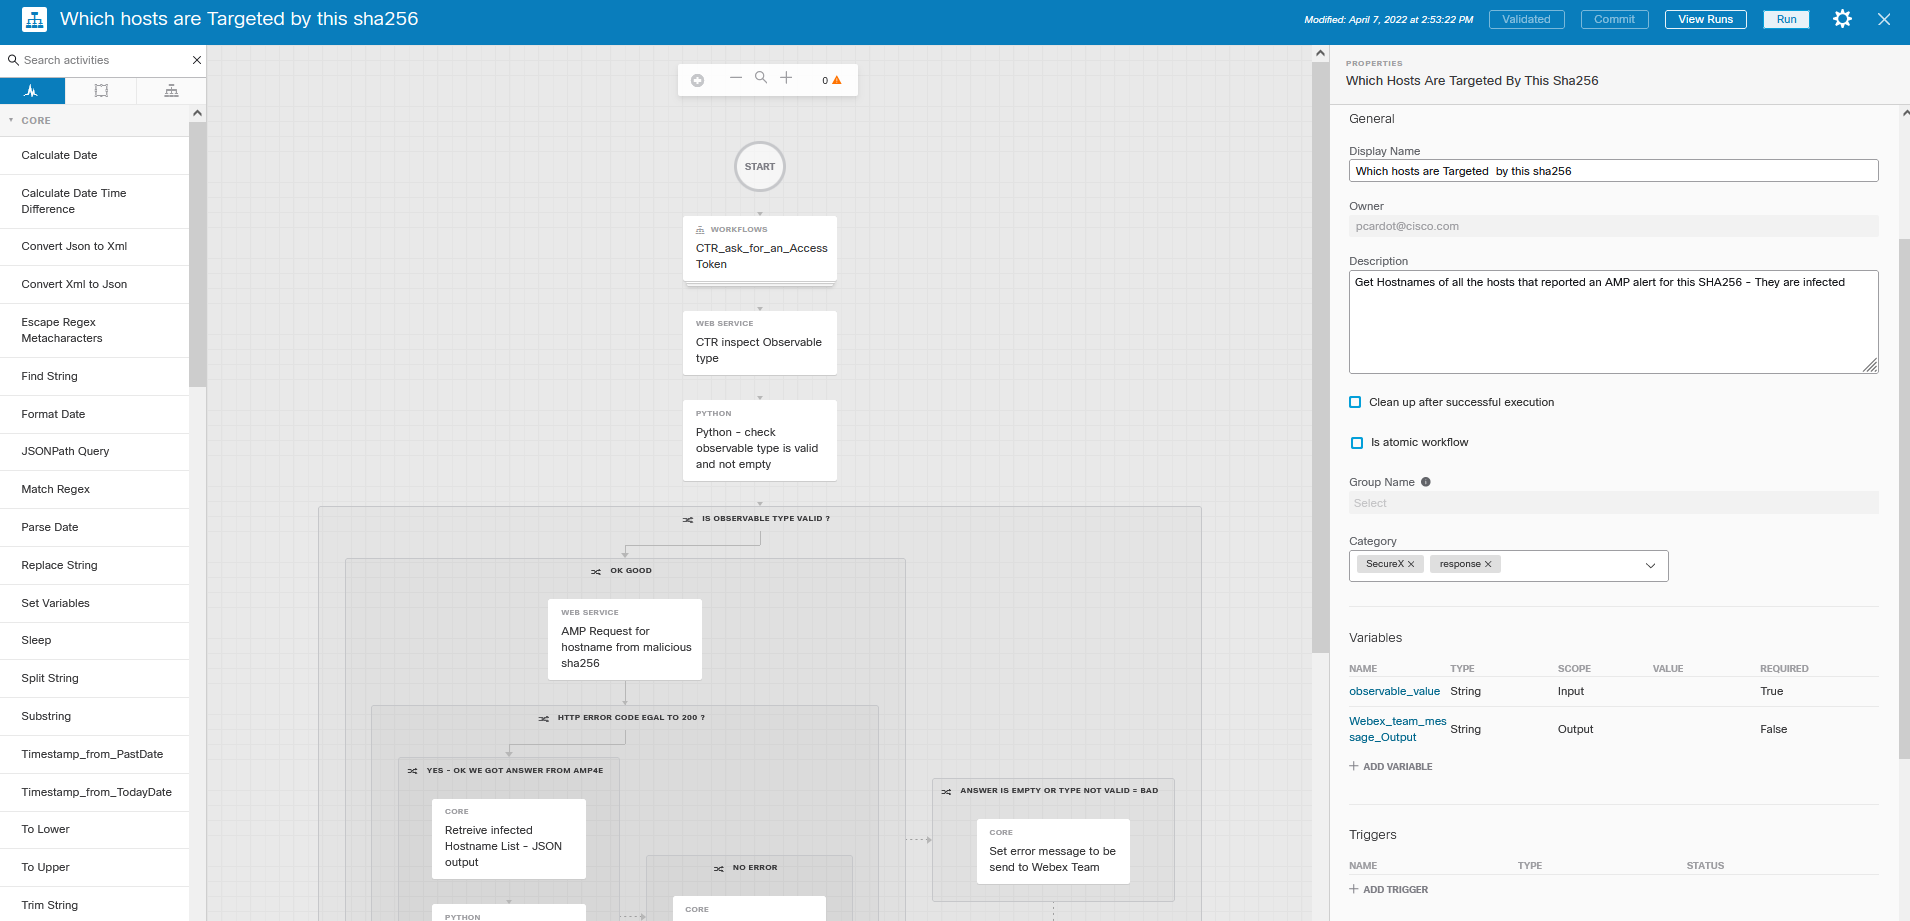 Which hosts are Targeted by this sha256
Modified: April 7, 2022 at 2:53:22 PM
Validated
Commit
View Runs
Run
Search activities
CORE
Calculate Date
Calculate Date Time
Difference
Convert Json to Xml
Convert Xml to Json
Escape Regex
Metacharacters
Find String
Format Date
JSONPath Query
Match Regex
Parse Date
Replace String
Set Variables
Sleep
Split String
Substring
Timestamp_from_PastDate
Timestamp_from_TodayDate
To Lower
To Upper
Trim String
0
START
WORKFLOWS
CTR_ask_for_an_Access
Token
WEB SERVICE
CTR inspect Observable
type
PYTHON
Python - check
observable type is valid
and not empty
IS OBSERVABLE TYPE VALID ?
OK GOOD
WEB SERVICE
AMP Request for
hostname from malicious
sha256
HTTP ERROR CODE EGAL TO 200 ?
YES - OK WE GOT ANSWER FROM AMP4E
CORE
Retreive infected
Hostname List - JSON
output
PYTHON
NO ERROR
CORE
ANSWER IS EMPTY OR TYPE NOT VALID = BAD
CORE
Set error message to be
send to Webex Team
PROPERTIES
Which Hosts Are Targeted By This Sha256
General
Display Name
Which hosts are Targeted  by this sha256
Owner
pcardot@cisco.com
Description
Get Hostnames of all the hosts that reported an AMP alert for this SHA256 - They are infected
Clean up after successful execution
Is atomic workflow
Group Name
Select
Category
SecureX × response ×
Variables
NAME TYPE SCOPE VALUE REQUIRED
observable_value String Input True
Webex_team_mes
sage_Output String Output False
+ ADD VARIABLE
Triggers
NAME TYPE STATUS
+ ADD TRIGGER